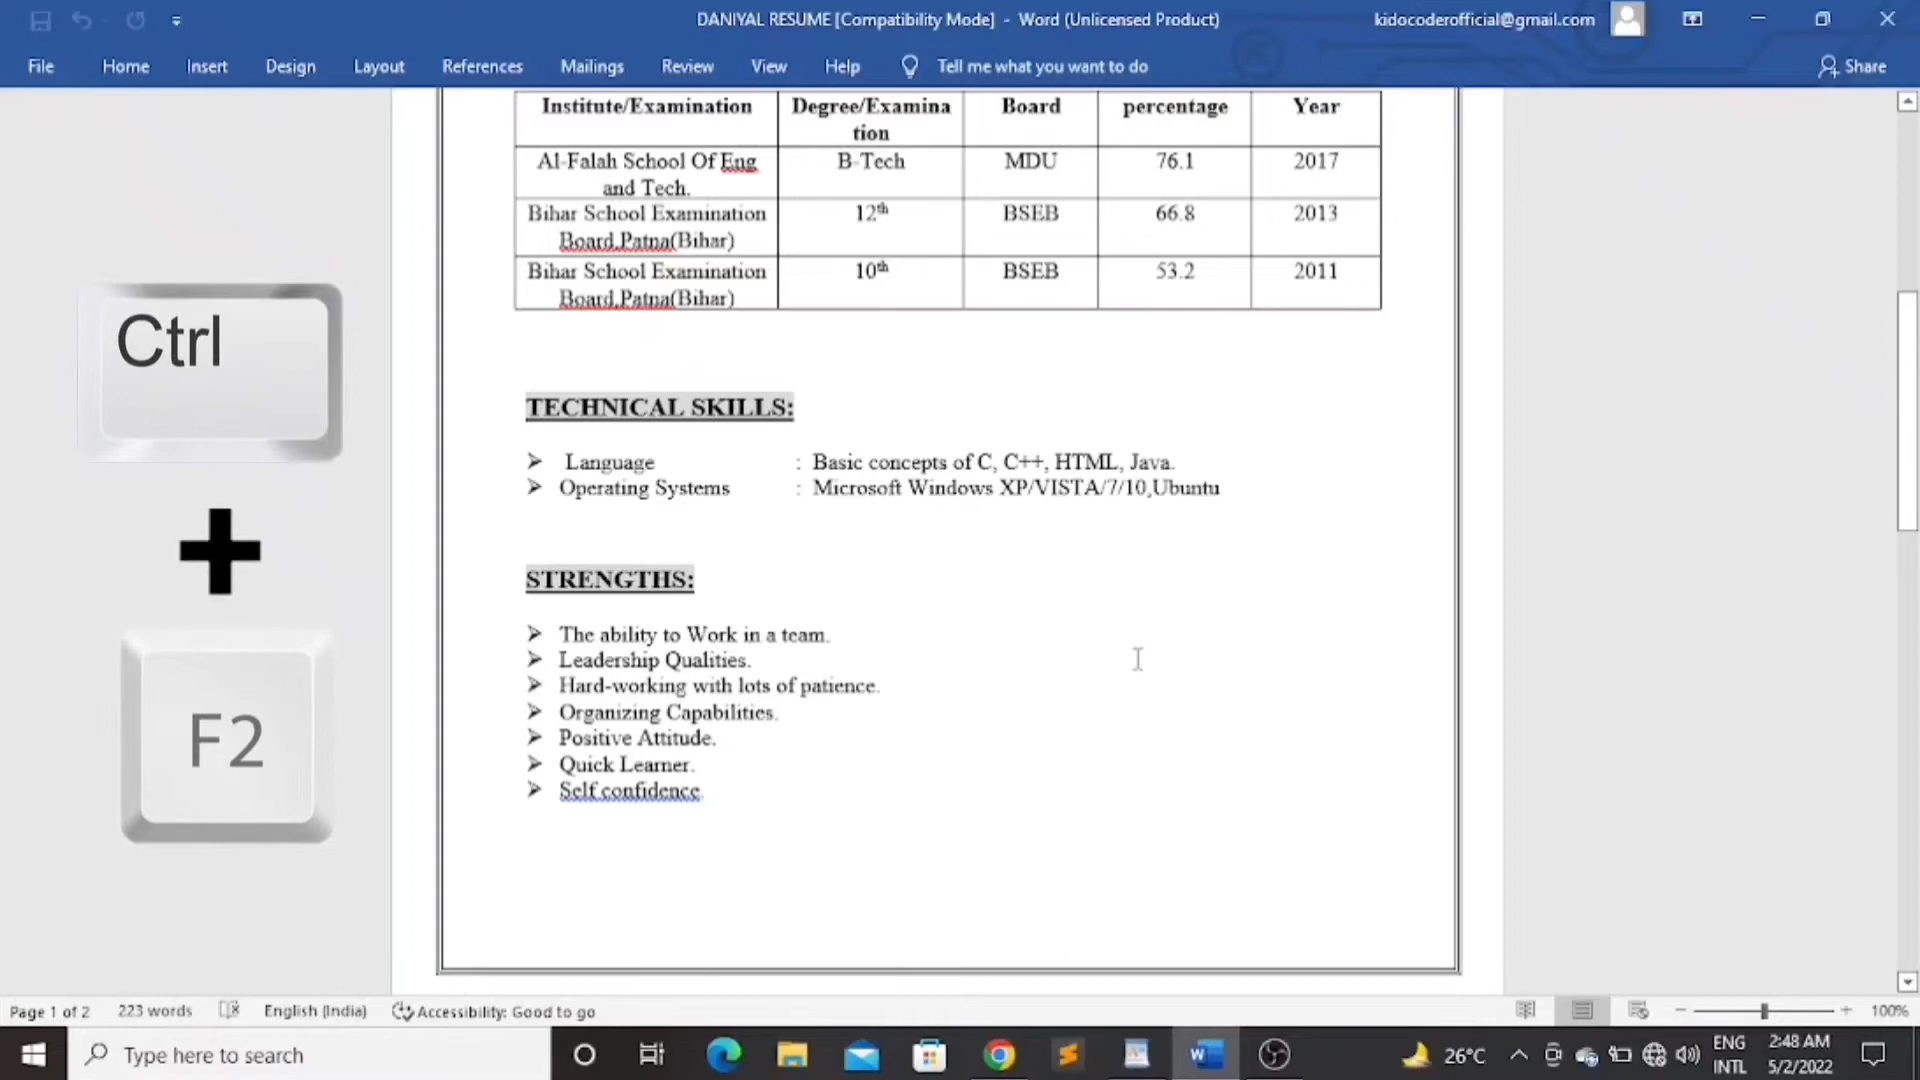 DANIYAL RESUME [Compatibility Mode] - Word (Unlicensed Product)
kidocoderofficial@gmail.com
File Home Insert Design Layout References Mailings Review View Help Tell me what you want to do Share
Institute/Examination Degree/Examina Board percentage Year
tion
Al-Falah School Of Eng B-Tech MDU 76.1 2017
and Tech.
Bihar School Examination 12th BSEB 66.8 2013
Board,Patna(Bihar)
Bihar School Examination 10th BSEB 53.2 2011
Board,Patna(Bihar)
Ctrl
TECHNICAL SKILLS:
Language : Basic concepts of C, C++, HTML, Java.
Operating Systems : Microsoft Windows XP/VISTA/7/10,Ubuntu
STRENGTHS:
The ability to Work in a team.
Leadership Qualities.
Hard-working with lots of patience.
Organizing Capabilities.
Positive Attitude.
Quick Learner.
Self confidence.
F2
Page 1 of 2 223 words English (India) Accessibility: Good to go 100%
Type here to search
26°C
ENG
INTL
2:48 AM
5/2/2022